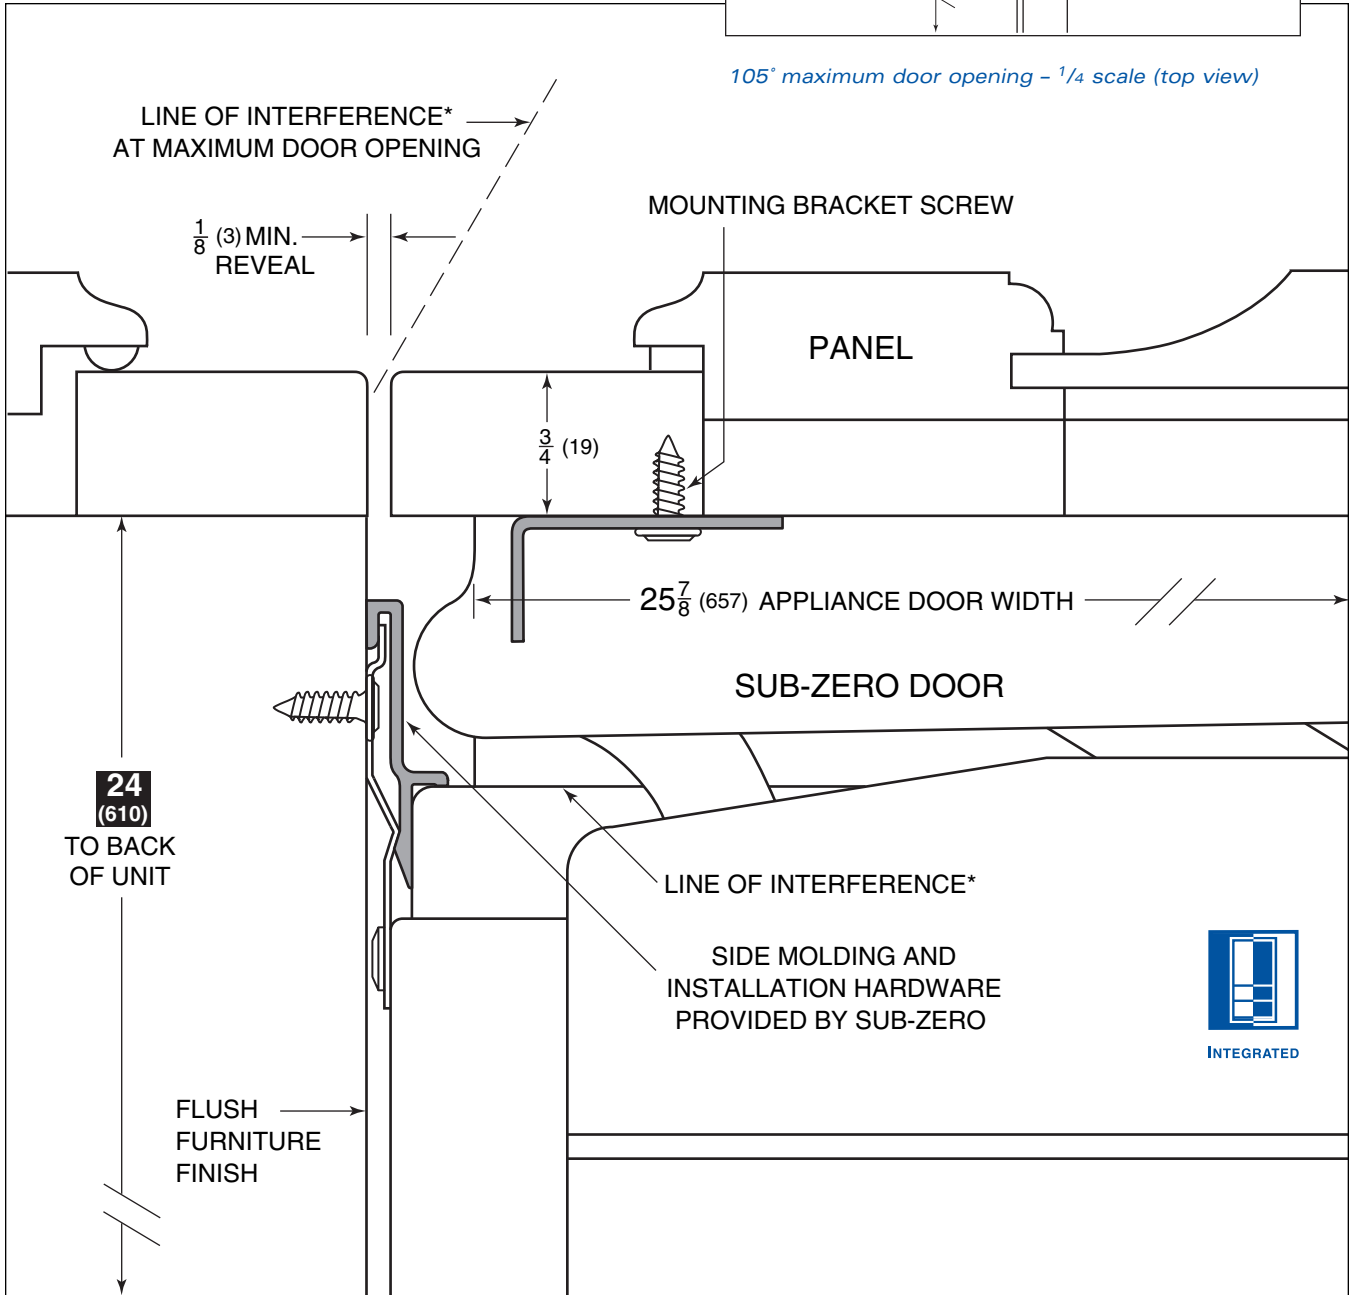 105° maximum door opening – 1/4 scale (top view)
LINE OF INTERFERENCE*
AT MAXIMUM DOOR OPENING
MOUNTING BRACKET SCREW
1/8 (3) MIN.
REVEAL
PANEL
3/4 (19)
25 7/8 (657) APPLIANCE DOOR WIDTH
SUB-ZERO DOOR
24
(610)
TO BACK
OF UNIT
LINE OF INTERFERENCE*
SIDE MOLDING AND
INSTALLATION HARDWARE
PROVIDED BY SUB-ZERO
INTEGRATED
FLUSH
FURNITURE
FINISH